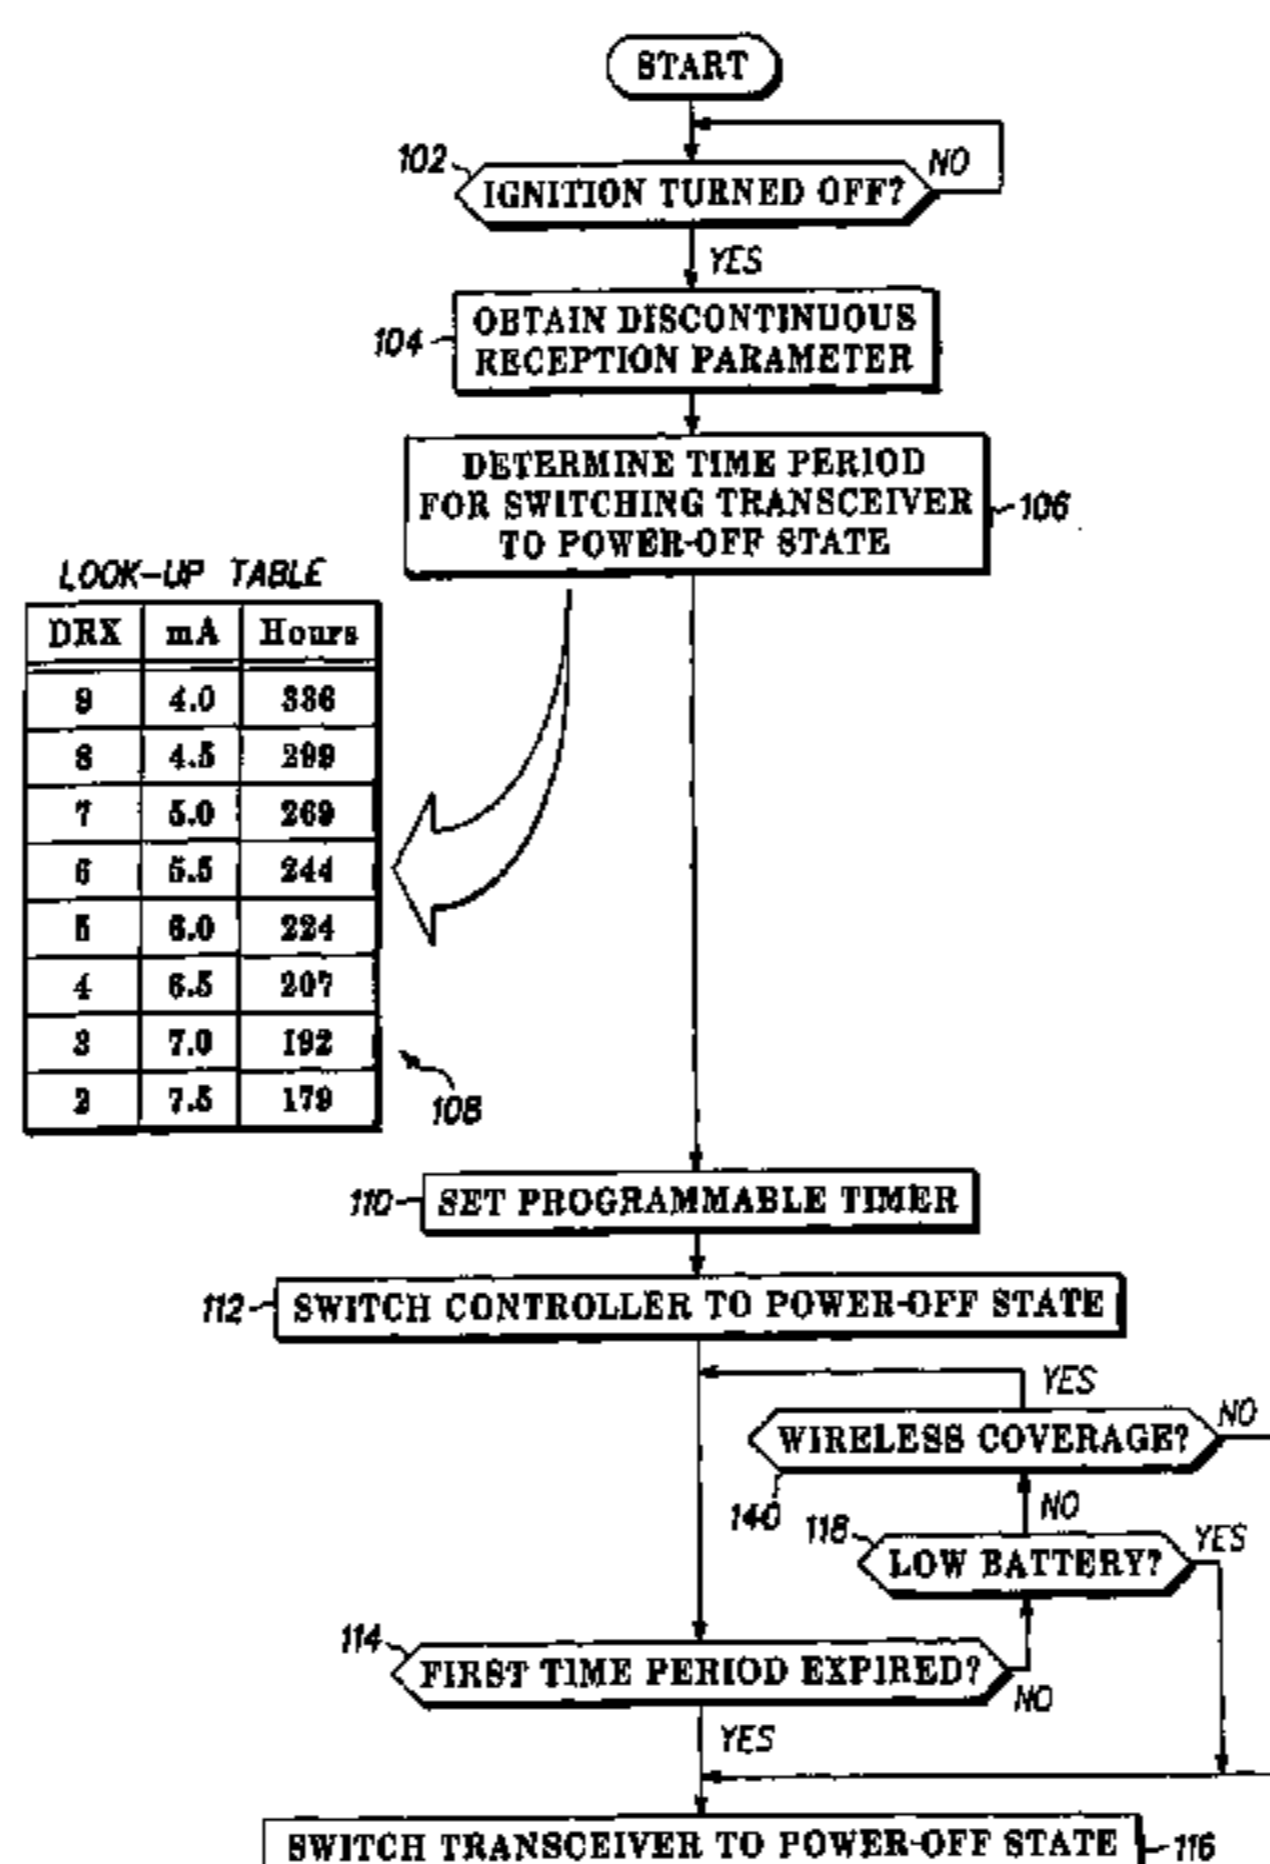 START
102
IGNITION TURNED OFF?
NO
YES
104
OBTAIN DISCONTINUOUS
RECEPTION PARAMETER
DETERMINE TIME PERIOD
FOR SWITCHING TRANSCEIVER
TO POWER-OFF STATE
106
LOOK-UP TABLE
DRX mA Hours
9 4.0 336
8 4.5 299
7 5.0 269
6 5.5 244
5 6.0 224
4 6.5 207
3 7.0 192
2 7.5 179
108
110
SET PROGRAMMABLE TIMER
112
SWITCH CONTROLLER TO POWER-OFF STATE
YES
WIRELESS COVERAGE?
NO
140
NO
118
LOW BATTERY?
YES
114
FIRST TIME PERIOD EXPIRED?
NO
YES
SWITCH TRANSCEIVER TO POWER-OFF STATE
116